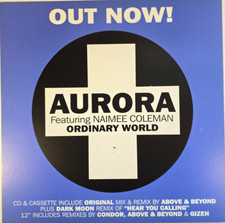 OUT NOW!
AURORA
Featuring NAIMEE COLEMAN
ORDINARY WORLD
CD & CASSETTE INCLUDE ORIGINAL MIX & REMIX BY ABOVE & BEYOND
PLUS DARK MOON REMIX OF "HEAR YOU CALLING"
12" INCLUDES REMIXES BY CONDOR, ABOVE & BEYOND & GIZEH